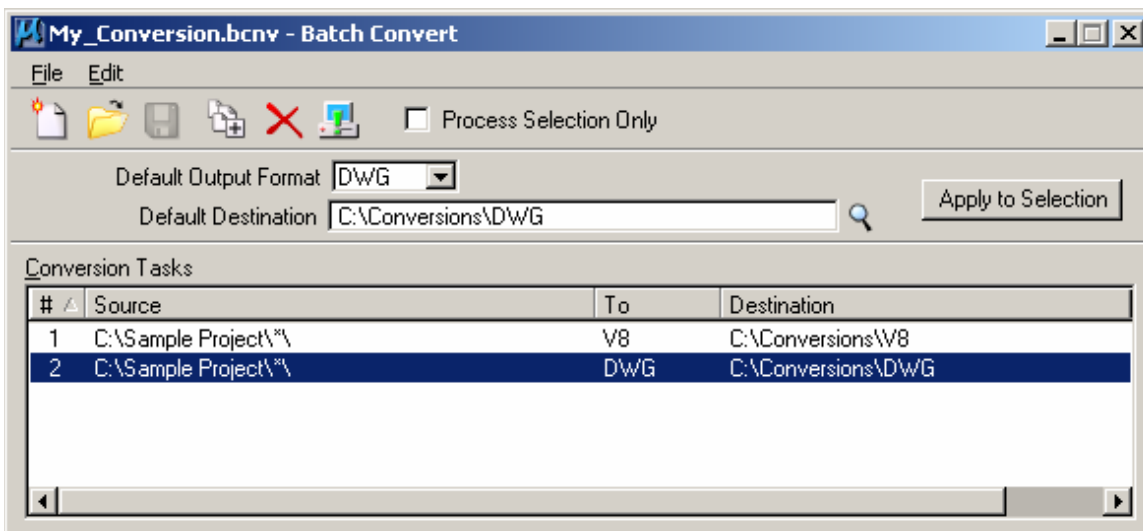 My_Conversion.bcnv - Batch Convert
File Edit
Process Selection Only
Default Output Format DWG
Default Destination C:\Conversions\DWG
Apply to Selection
Conversion Tasks
# Source To Destination
1 C:\Sample Project\*\ V8 C:\Conversions\V8
2 C:\Sample Project\*\ DWG C:\Conversions\DWG